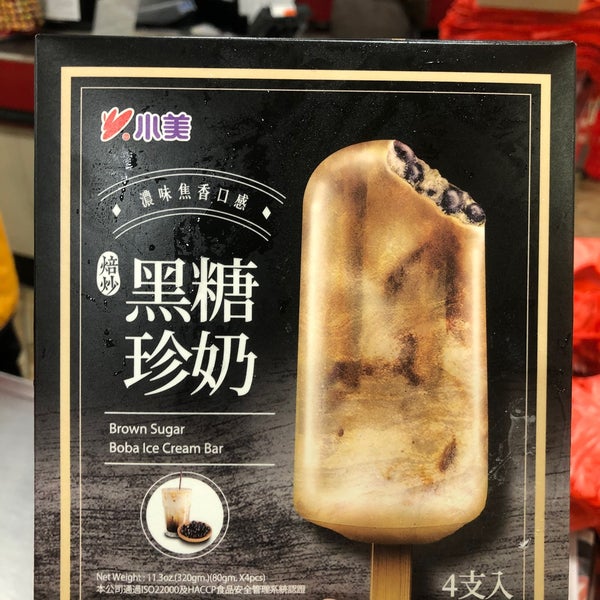 小美
濃味焦香口感
焙炒
黑糖
珍奶
Brown Sugar
Boba Ice Cream Bar
Net Weight : 11.3oz.(320gm.)(80gm. X4pcs)
本公司通過ISO22000及HACCP食品安全管理系統認證
4支入